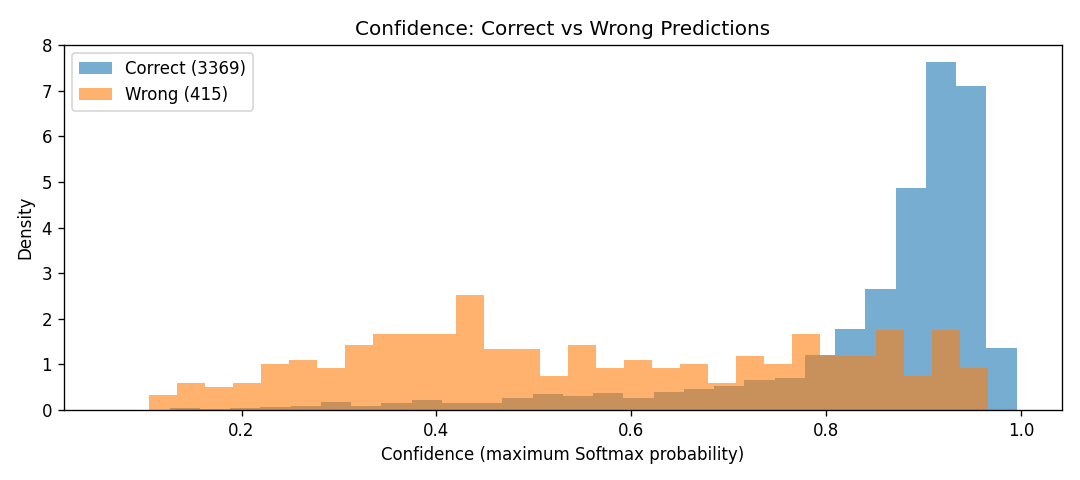 Confidence: Correct vs Wrong Predictions
Correct (3369)
Wrong (415)
Density
8
7
6
5
4
3
2
1
0
0.2 0.4 0.6 0.8 1.0
Confidence (maximum Softmax probability)